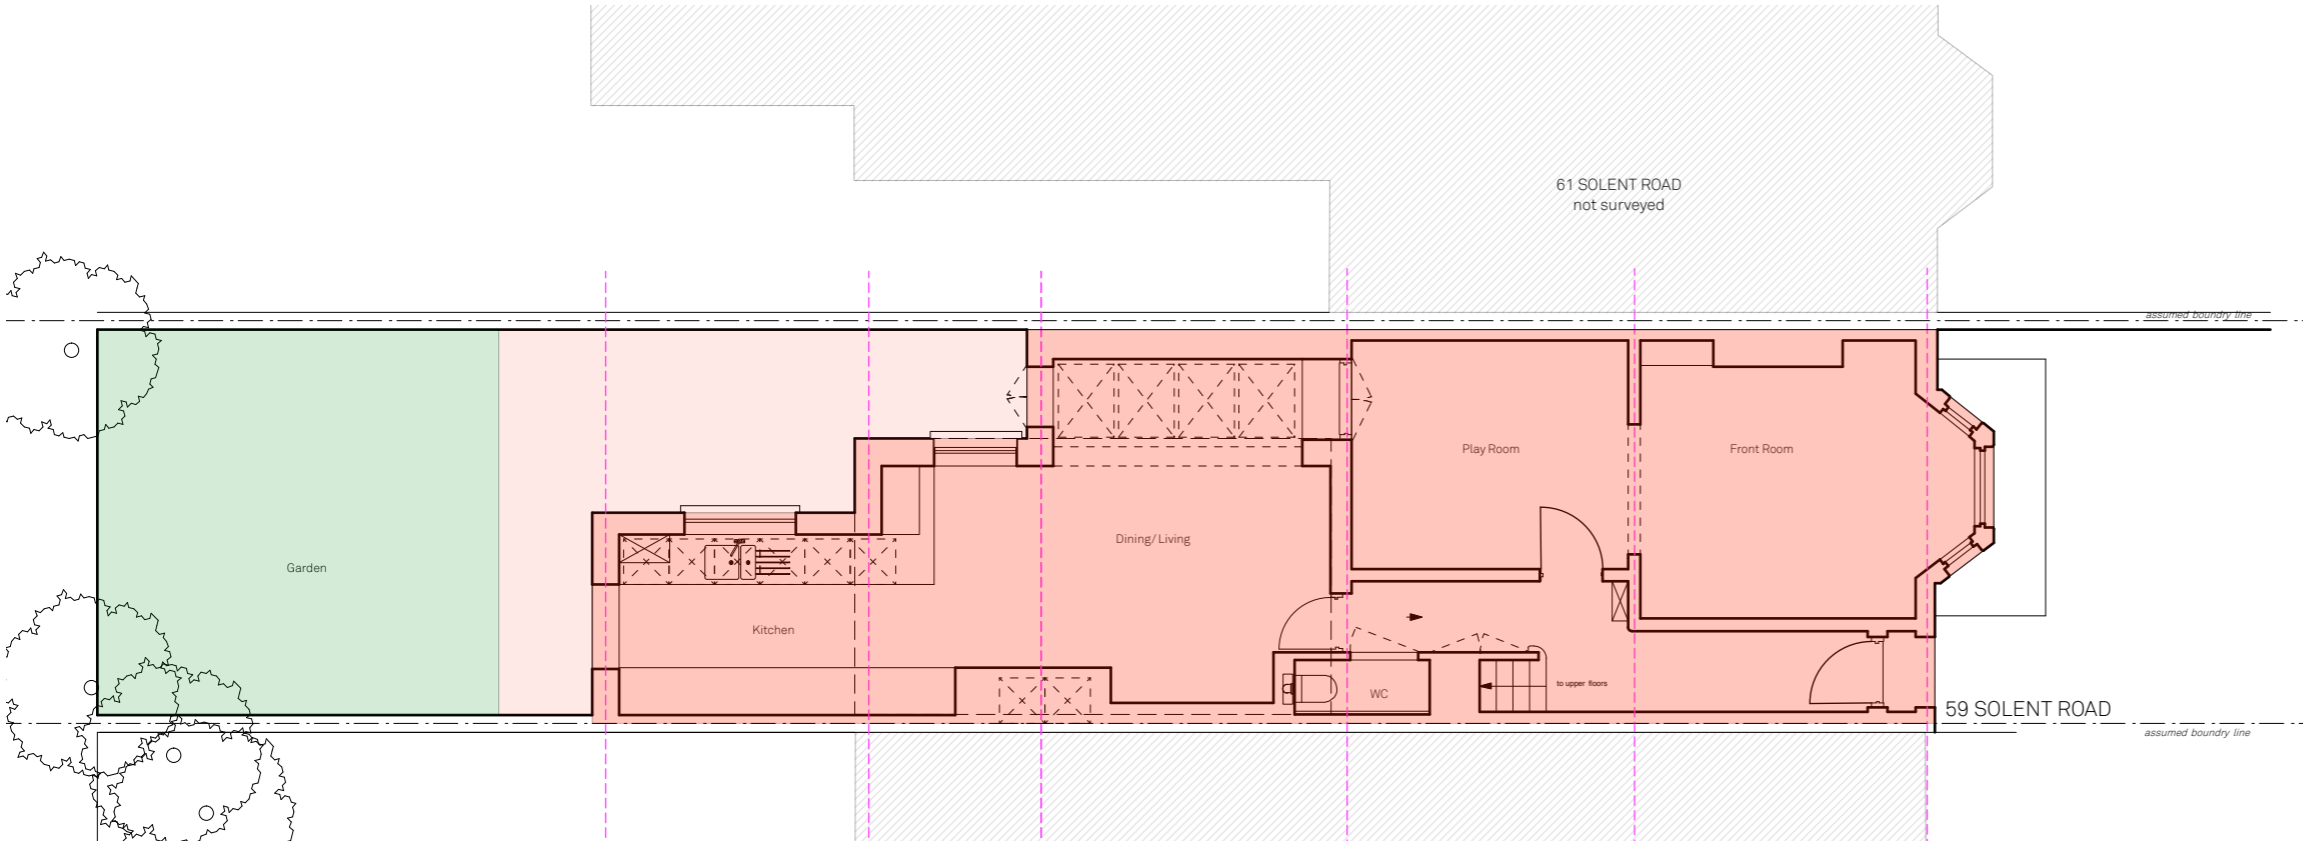 61 SOLENT ROAD
not surveyed
assumed boundry line
Play Room
Front Room
Dining/Living
Garden
Kitchen
to upper floors
WC
59 SOLENT ROAD
assumed boundry line